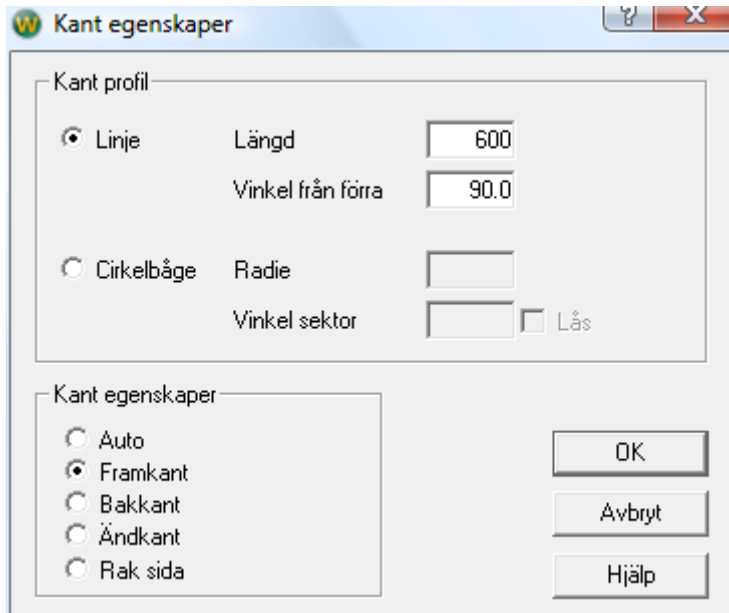 Kant egenskaper
Kant profil
Linje Längd 600
Vinkel från förra 90.0
Cirkelbåge Radie
Vinkel sektor Lås
Kant egenskaper
Auto
Framkant
Bakkant
Ändkant
Rak sida
OK
Avbryt
Hjälp